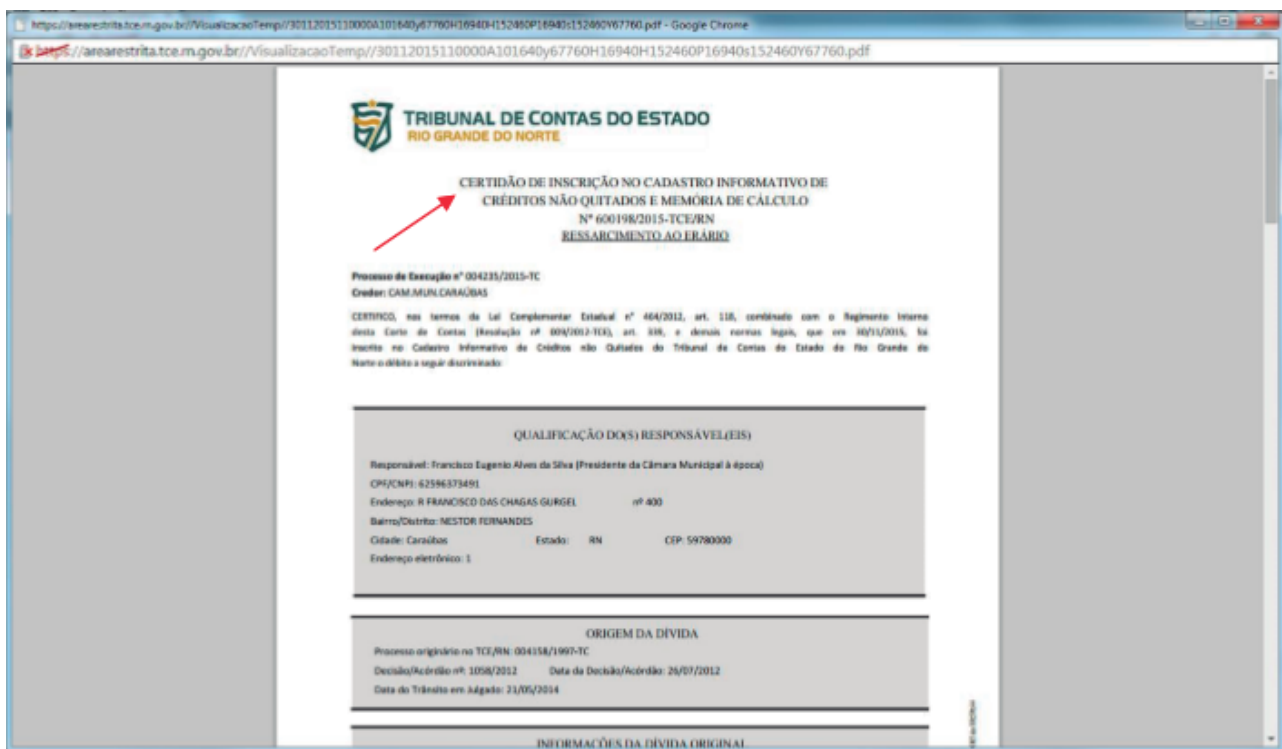 https://arearestrita.tce.rn.gov.br//VisualizacaoTemp//30112015110000A101640y67760H16940H152460P16940s152460Y67760.pdf - Google Chrome
https://arearestrita.tce.rn.gov.br//VisualizacaoTemp//30112015110000A101640y67760H16940H152460P16940s152460Y67760.pdf
TRIBUNAL DE CONTAS DO ESTADO
RIO GRANDE DO NORTE
CERTIDÃO DE INSCRIÇÃO NO CADASTRO INFORMATIVO DE
CRÉDITOS NÃO QUITADOS E MEMÓRIA DE CÁLCULO
Nº 600198/2015-TCE/RN
RESSARCIMENTO AO ERÁRIO
Processo de Execução nº 004235/2015-TC
Credor: CAM.MUN.CARAÚBAS
CERTIFICO, nos termos da Lei Complementar Estadual nº 464/2012, art. 118, combinado com o Regimento Interno
desta Corte de Contas (Resolução nº 009/2012-TCE), art. 339, e demais normas legais, que em 30/11/2015, foi
inscrito no Cadastro Informativo de Créditos não Quitados do Tribunal de Contas do Estado do Rio Grande do
Norte o débito a seguir discriminado:
QUALIFICAÇÃO DO(S) RESPONSÁVEL(EIS)
Responsável: Francisco Eugenio Alves da Silva (Presidente da Câmara Municipal à época)
CPF/CNPJ: 62596373491
Endereço: R FRANCISCO DAS CHAGAS GURGEL nº 400
Bairro/Distrito: NESTOR FERNANDES
Cidade: Caraúbas Estado: RN CEP: 59780000
Endereço eletrônico: 1
ORIGEM DA DÍVIDA
Processo originário no TCE/RN: 004158/1997-TC
Decisão/Acórdão nº: 1058/2012 Data da Decisão/Acórdão: 26/07/2012
Data do Trânsito em Julgado: 21/05/2014
INFORMAÇÕES DA DÍVIDA ORIGINAL